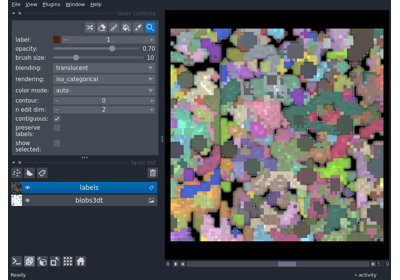 File View Plugins Window Help
layer controls
label: 1
opacity: 0.70
brush size: 10
blending: translucent
rendering: iso_categorical
color mode: auto
contour: 0
n edit dim: 2
contiguous:
preserve
labels:
show
selected:
layer list
labels
blobs3dt
Ready
activity